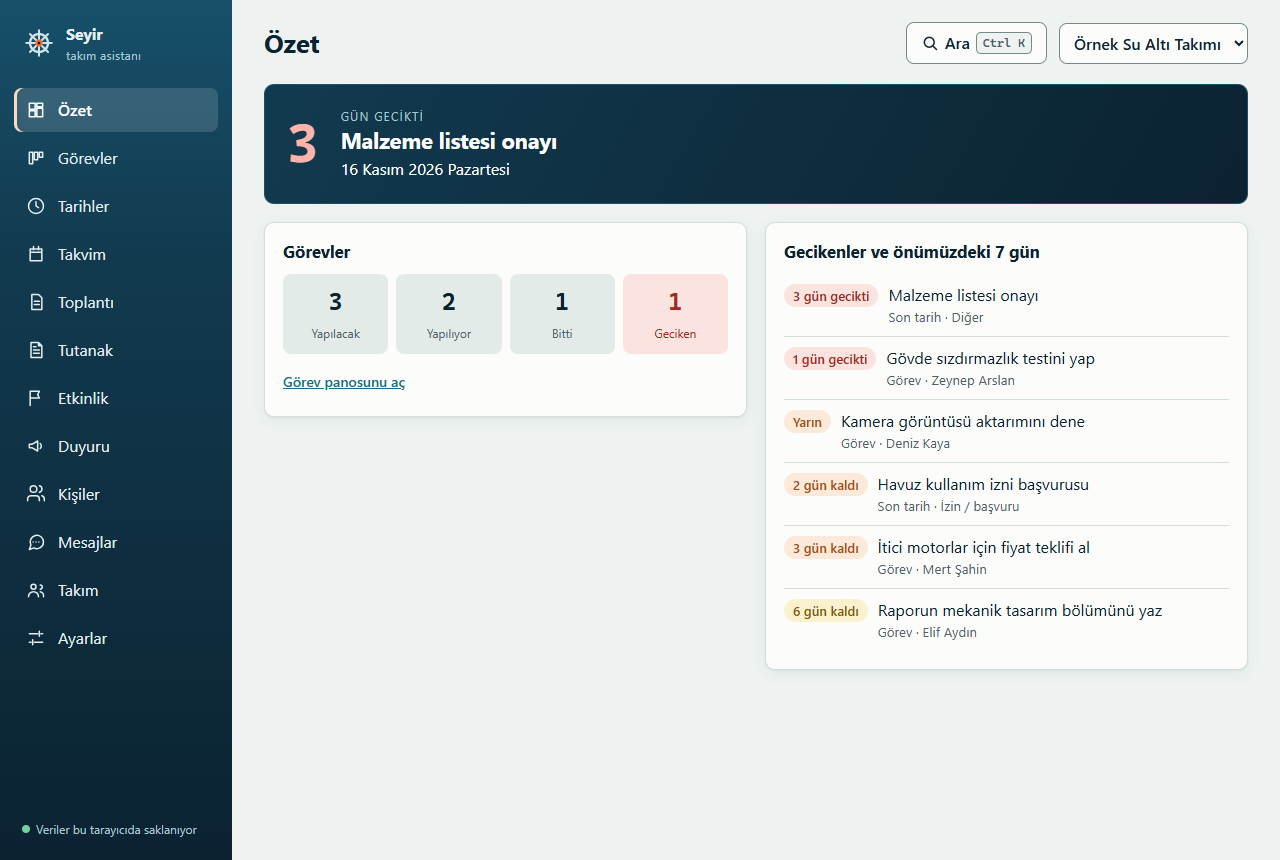 Seyir
takım asistanı
Özet
Görevler
Tarihler
Takvim
Toplantı
Tutanak
Etkinlik
Duyuru
Kişiler
Mesajlar
Takım
Ayarlar
Veriler bu tarayıcıda saklanıyor
Özet
Ara Ctrl K
Örnek Su Altı Takımı
3
GÜN GECİKTİ
Malzeme listesi onayı
16 Kasım 2026 Pazartesi
Görevler
3
Yapılacak
2
Yapılıyor
1
Bitti
1
Geciken
Görev panosunu aç
Gecikenler ve önümüzdeki 7 gün
3 gün gecikti Malzeme listesi onayı
Son tarih · Diğer
1 gün gecikti Gövde sızdırmazlık testini yap
Görev · Zeynep Arslan
Yarın Kamera görüntüsü aktarımını dene
Görev · Deniz Kaya
2 gün kaldı Havuz kullanım izni başvurusu
Son tarih · İzin / başvuru
3 gün kaldı İtici motorlar için fiyat teklifi al
Görev · Mert Şahin
6 gün kaldı Raporun mekanik tasarım bölümünü yaz
Görev · Elif Aydın